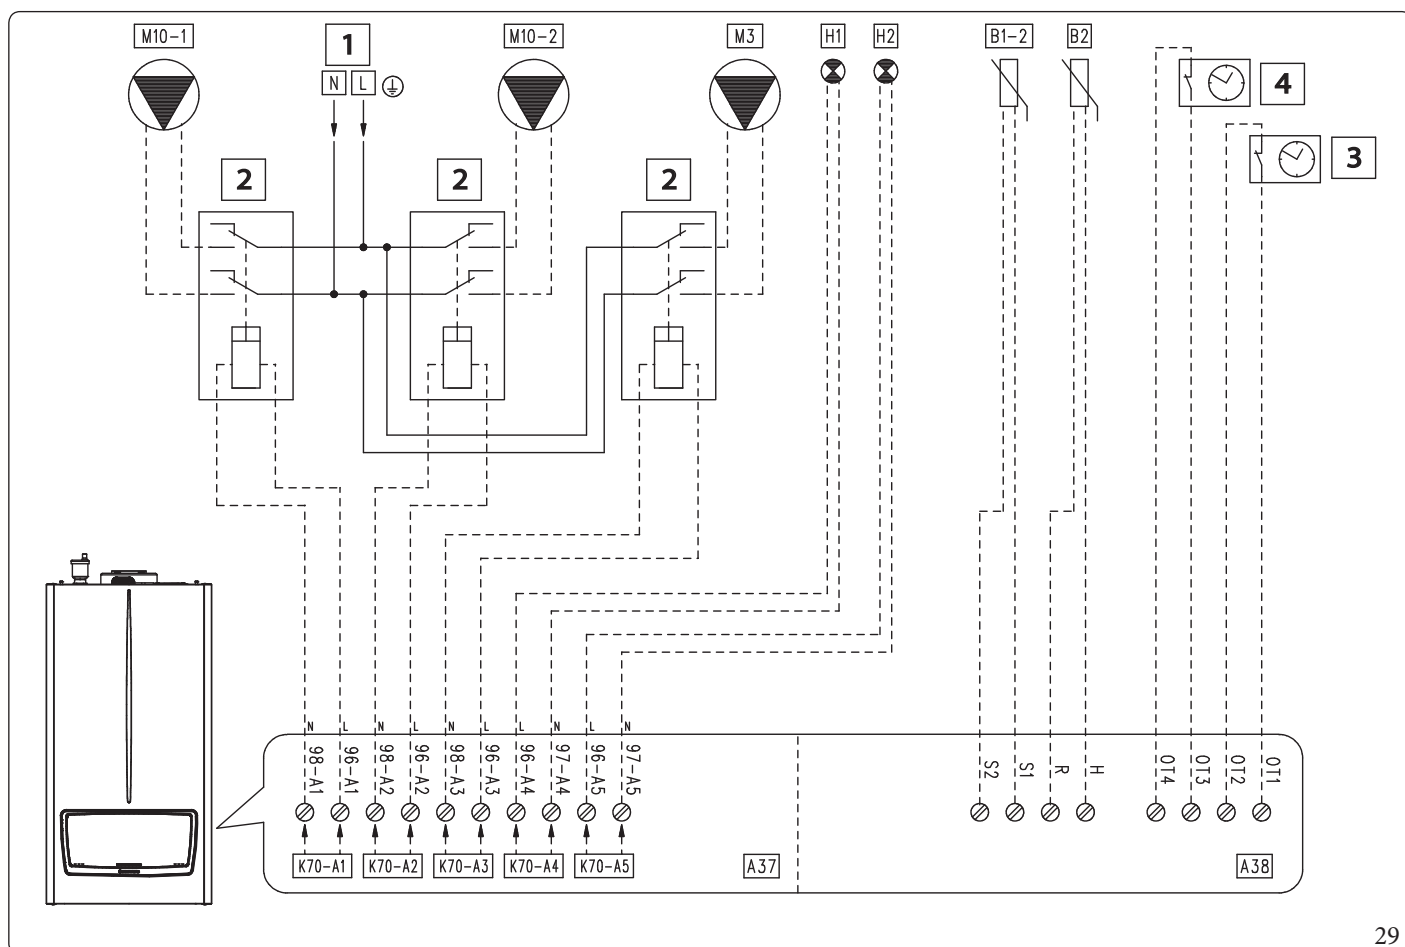 M10-1
1
M10-2
M3
H1
H2
B1-2
B2
N
L
4
3
2
2
2
N
L
N
L
N
L
L
N
L
N
98-A1
96-A1
98-A2
96-A2
98-A3
96-A3
96-A4
97-A4
96-A5
97-A5
S2
S1
R
H
OT4
OT3
OT2
OT1
K70-A1
K70-A2
K70-A3
K70-A4
K70-A5
A37
A38
29